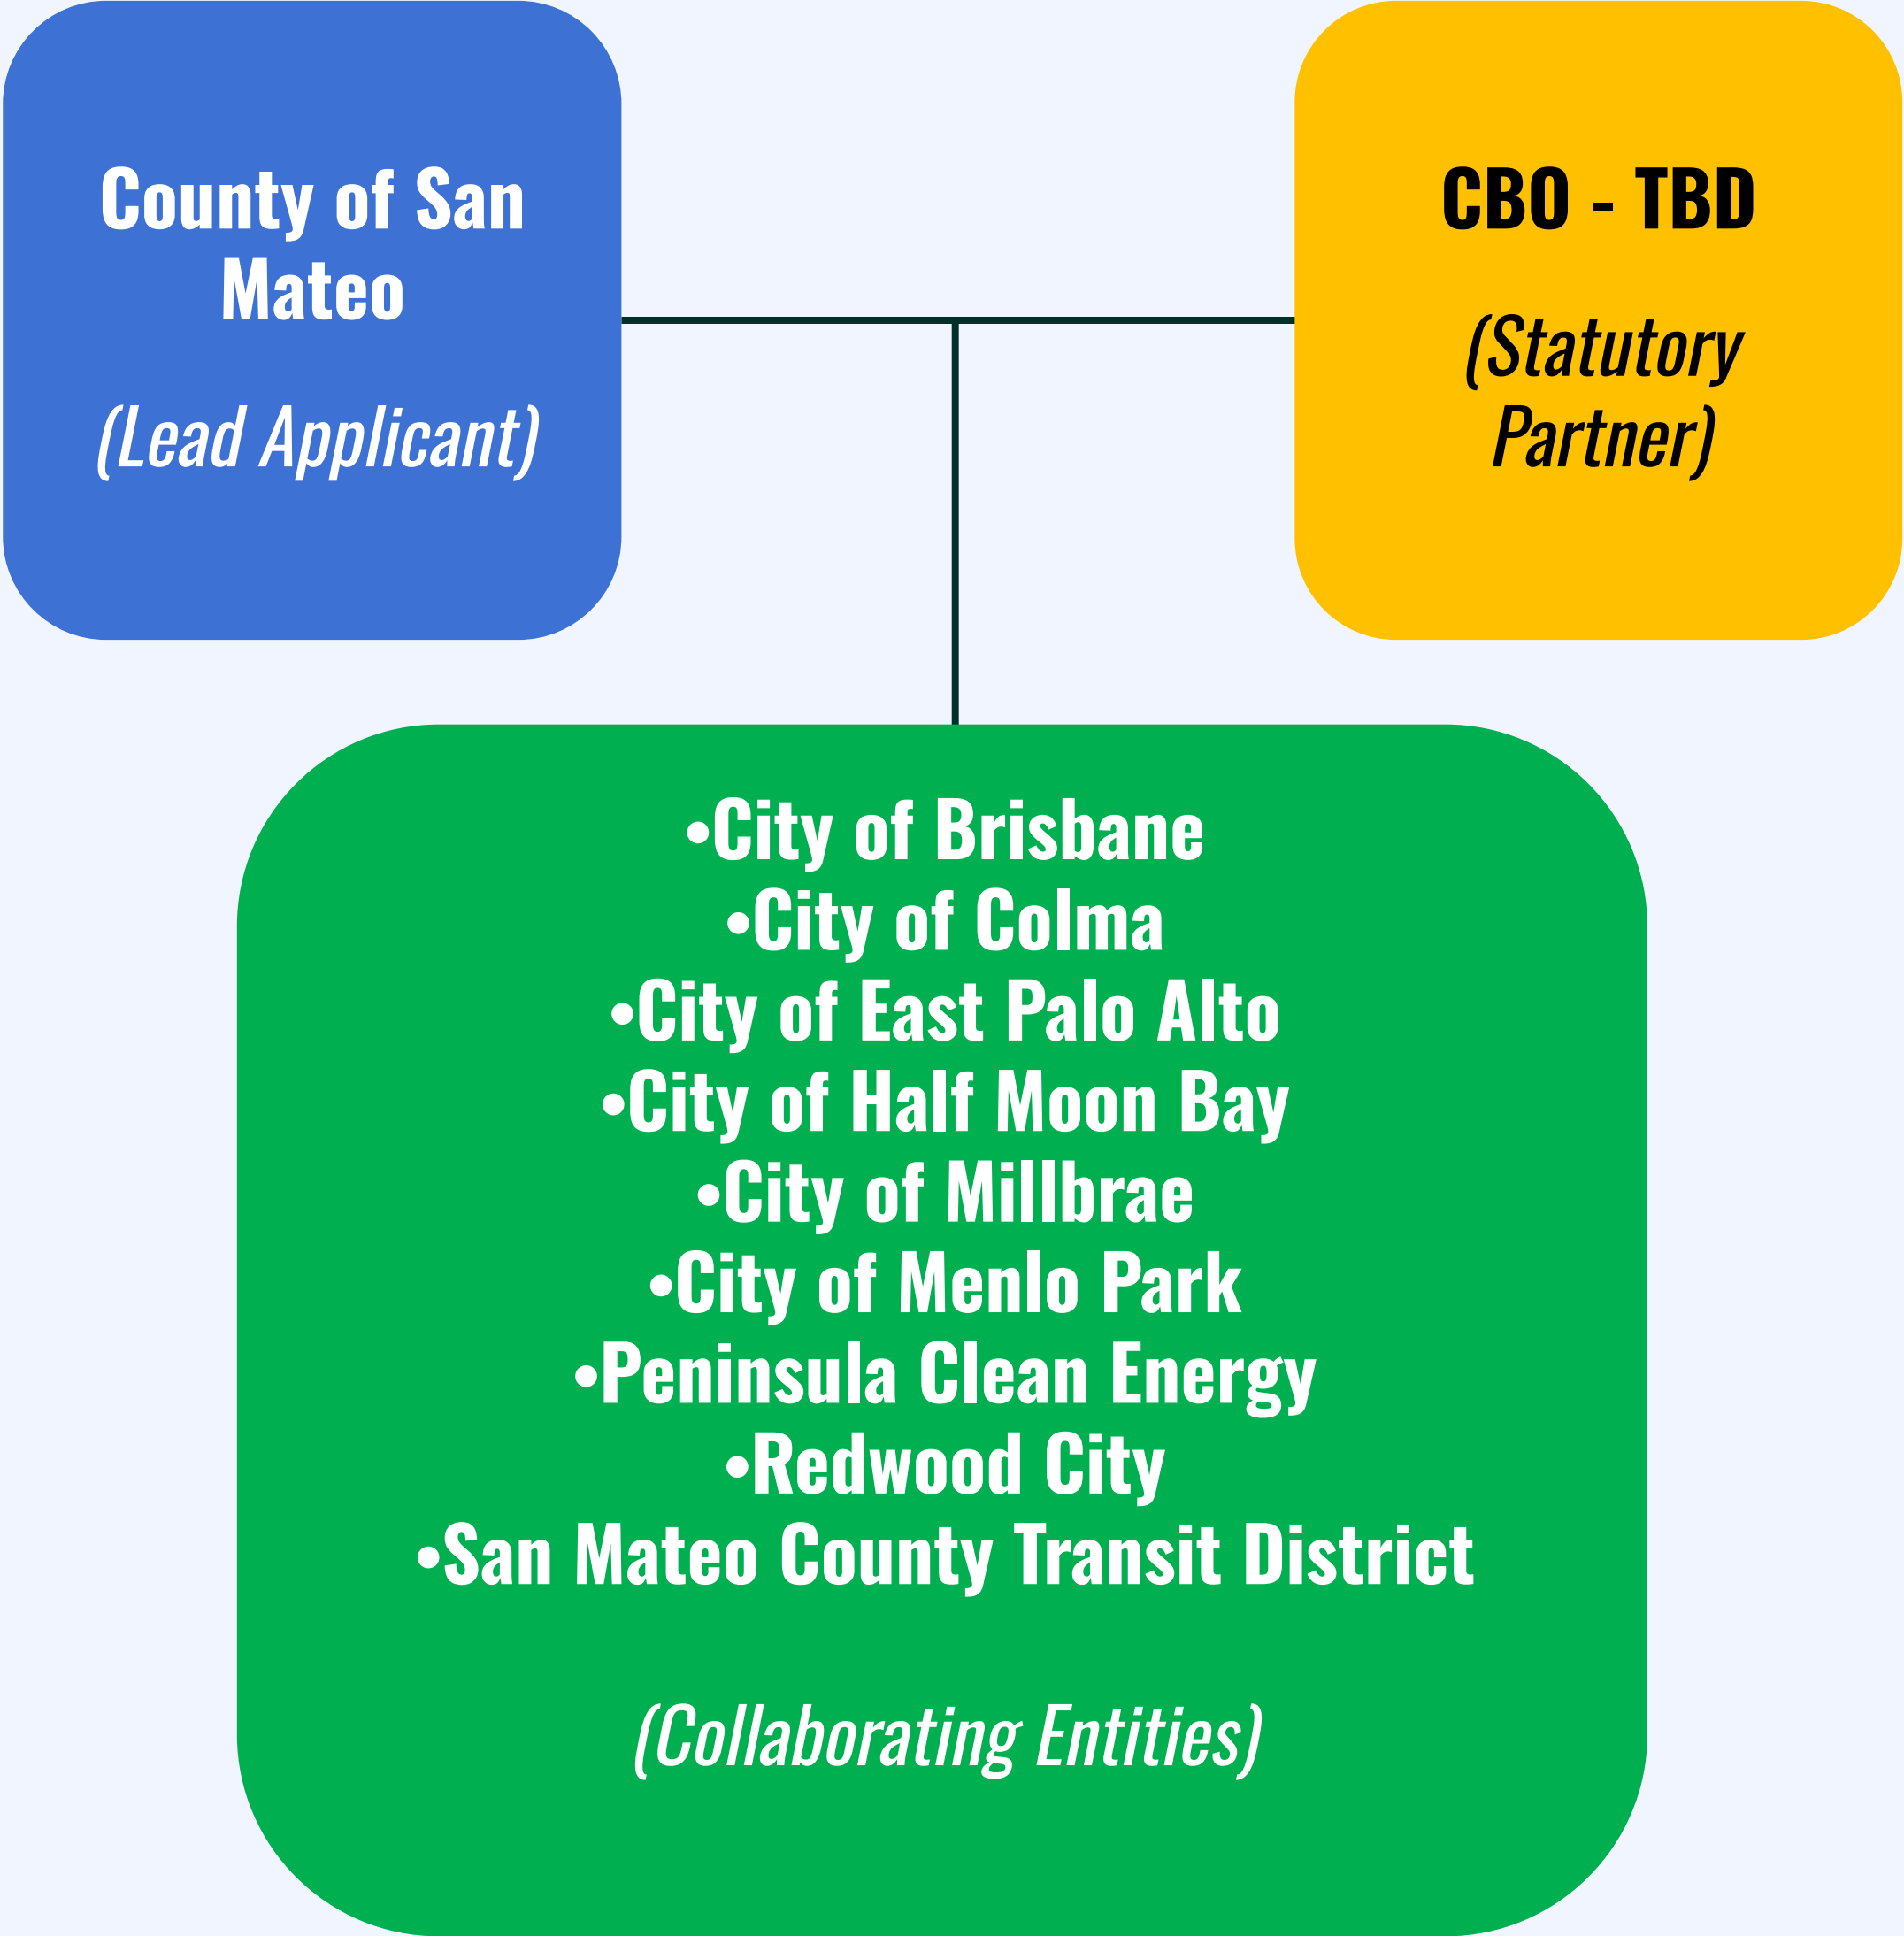 County of San
Mateo
(Lead Applicant)
CBO - TBD
(Statutory
Partner)
•City of Brisbane
•City of Colma
•City of East Palo Alto
•City of Half Moon Bay
•City of Millbrae
•City of Menlo Park
•Peninsula Clean Energy
•Redwood City
•San Mateo County Transit District
(Collaborating Entities)